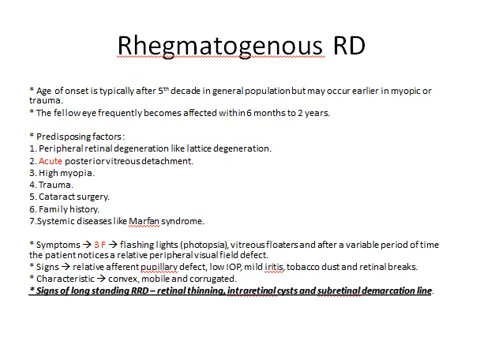 Rhegmatogenous RD
* Age of onset is typically after 5th decade in general population but may occur earlier in myopic or
trauma.
* The fellow eye frequently becomes affected within 6 months to 2 years.
* Predisposing factors:
1. Peripheral retinal degeneration like lattice degeneration.
2. Acute posterior vitreous detachment.
3. High myopia.
4. Trauma.
5. Cataract surgery.
6. Family history.
7.Systemic diseases like Marfan syndrome.
* Symptoms → 3 F → flashing lights (photopsia), vitreous floaters and after a variable period of time
the patient notices a relative peripheral visual field defect.
* Signs → relative afferent pupillary defect, low IOP, mild iritis, tobacco dust and retinal breaks.
* Characteristic → convex, mobile and corrugated.
* Signs of long standing RRD – retinal thinning, intraretinal cysts and subretinal demarcation line.